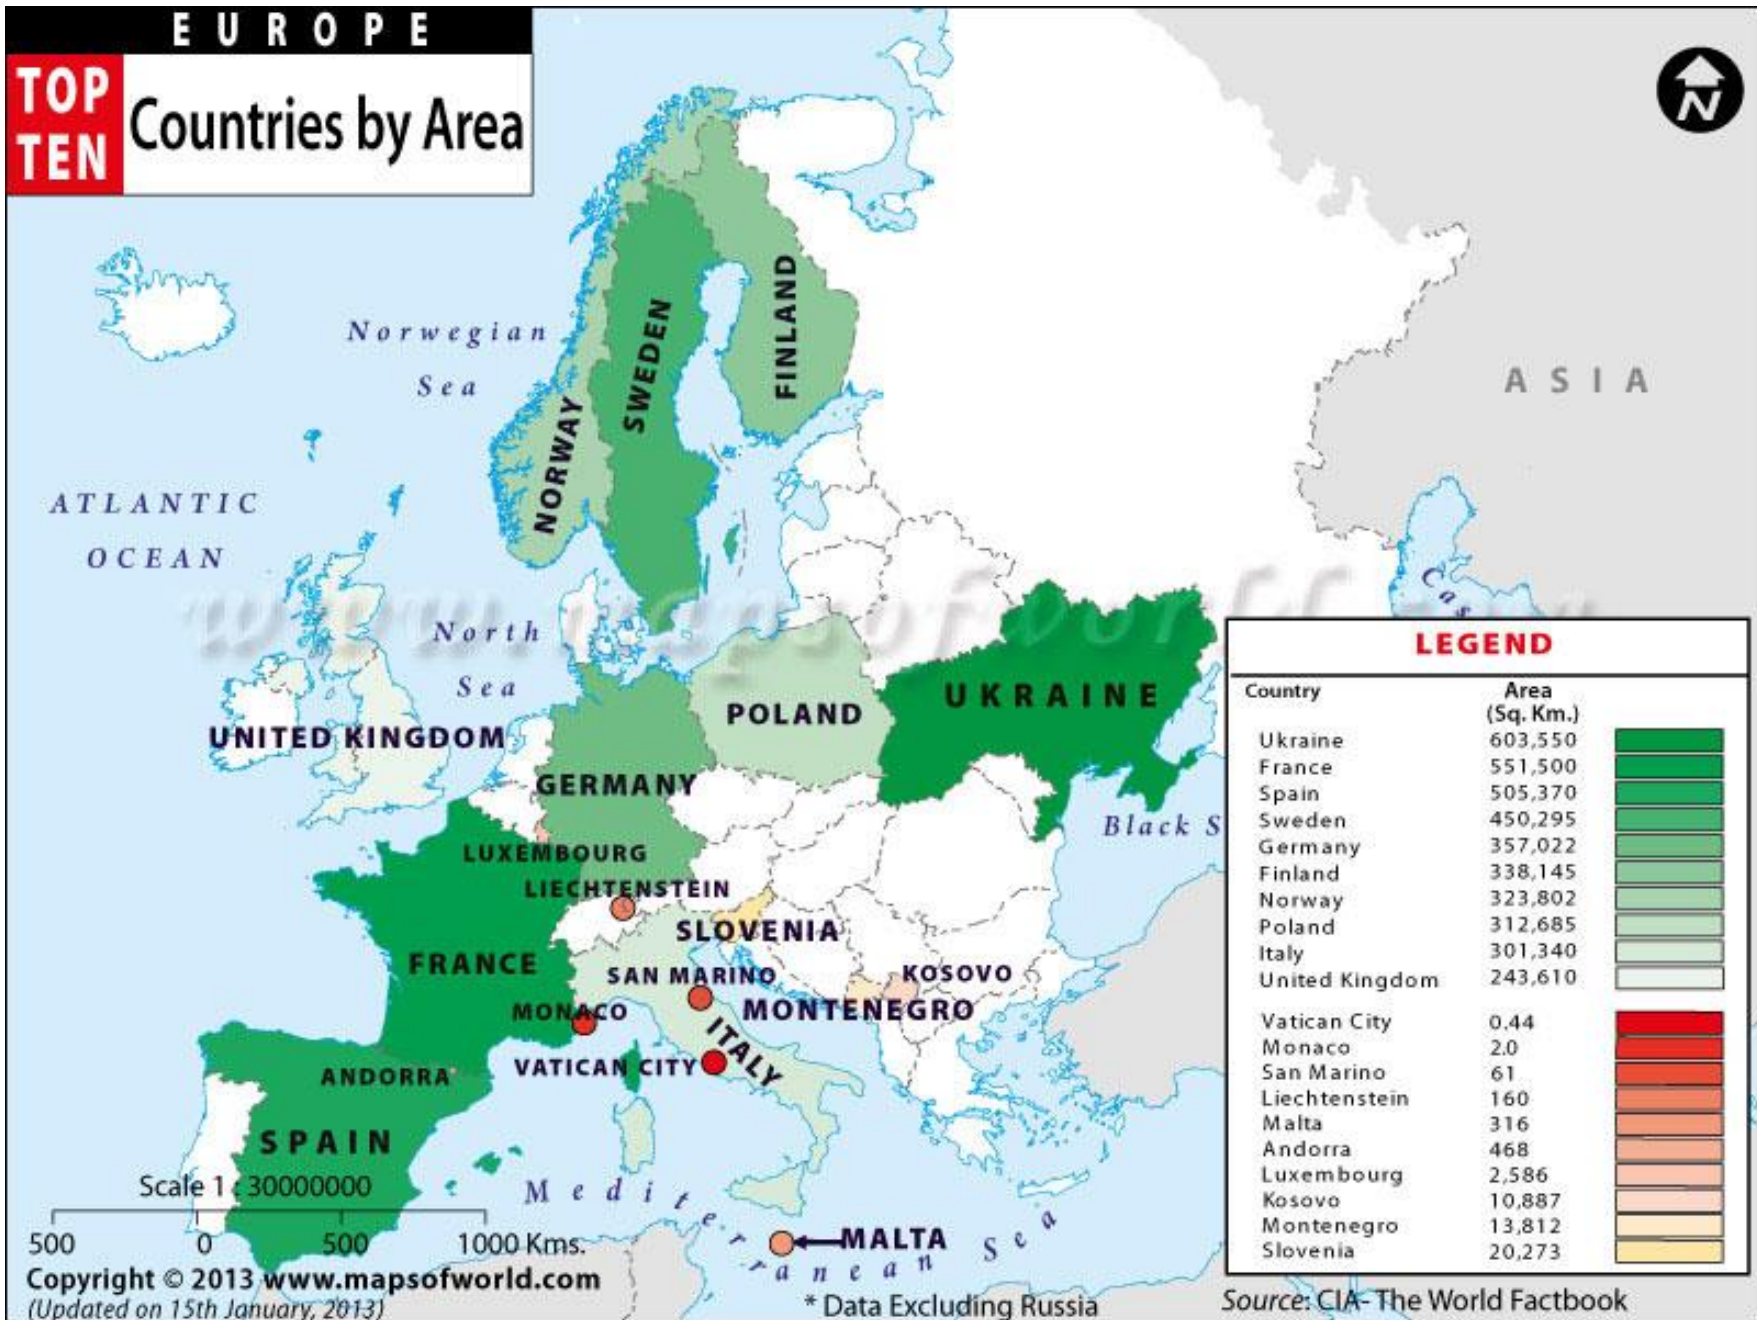 EUROPE
TOP
TEN
Countries by Area
N
Norwegian
Sea
ATLANTIC
OCEAN
North
Sea
ASIA
Cas
Black S
Mediterranean Sea
NORWAY
SWEDEN
FINLAND
UNITED KINGDOM
POLAND
UKRAINE
GERMANY
LUXEMBOURG
LIECHTENSTEIN
SLOVENIA
FRANCE
SAN MARINO
KOSOVO
MONACO
MONTENEGRO
ITALY
VATICAN CITY
ANDORRA
SPAIN
MALTA
www.mapsofworld.com
LEGEND
Country Area
(Sq. Km.)
Ukraine 603,550
France 551,500
Spain 505,370
Sweden 450,295
Germany 357,022
Finland 338,145
Norway 323,802
Poland 312,685
Italy 301,340
United Kingdom 243,610
Vatican City 0.44
Monaco 2.0
San Marino 61
Liechtenstein 160
Malta 316
Andorra 468
Luxembourg 2,586
Kosovo 10,887
Montenegro 13,812
Slovenia 20,273
Scale 1 : 30000000
500 0 500 1000 Kms.
Copyright © 2013 www.mapsofworld.com
(Updated on 15th January, 2013)
* Data Excluding Russia
Source: CIA- The World Factbook